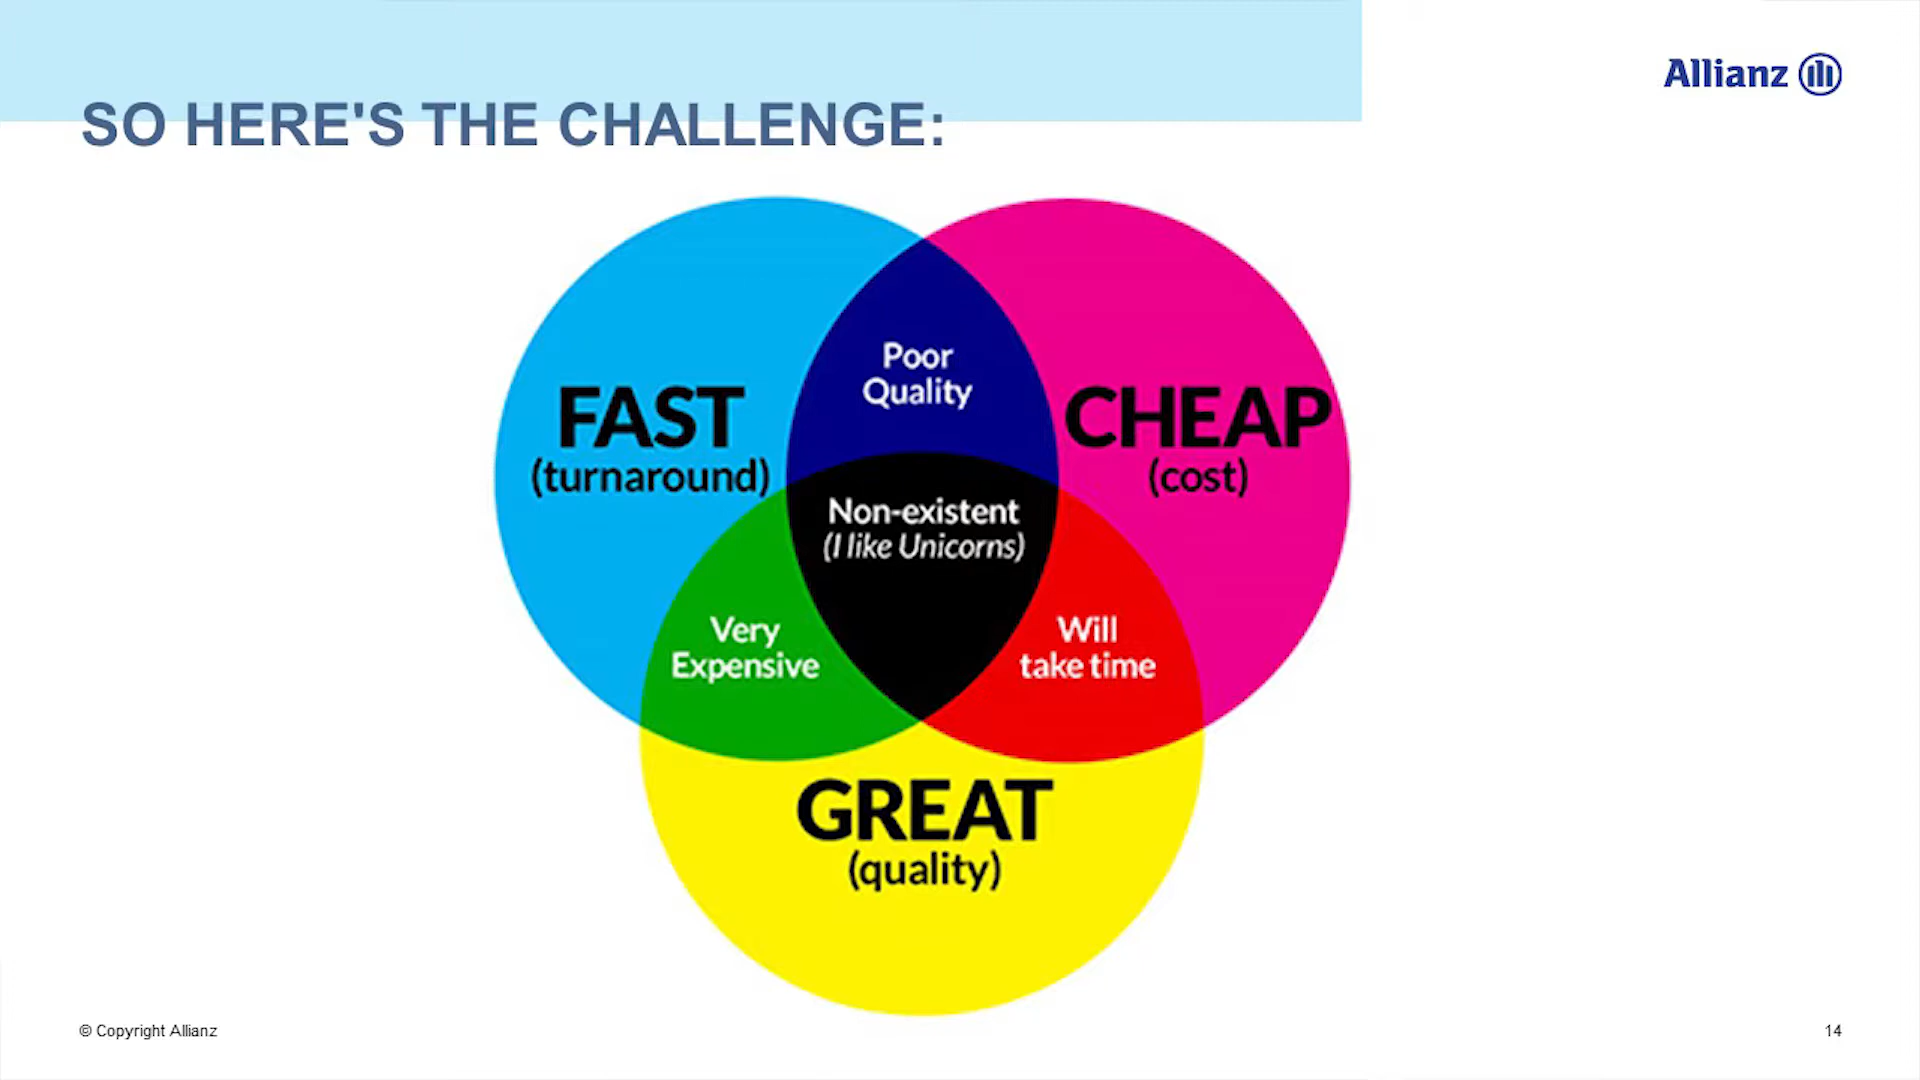 Allianz
SO HERE'S THE CHALLENGE:
FAST
(turnaround)
Poor
Quality
CHEAP
(cost)
Non-existent
(I like Unicorns)
Very
Expensive
Will
take time
GREAT
(quality)
© Copyright Allianz
14